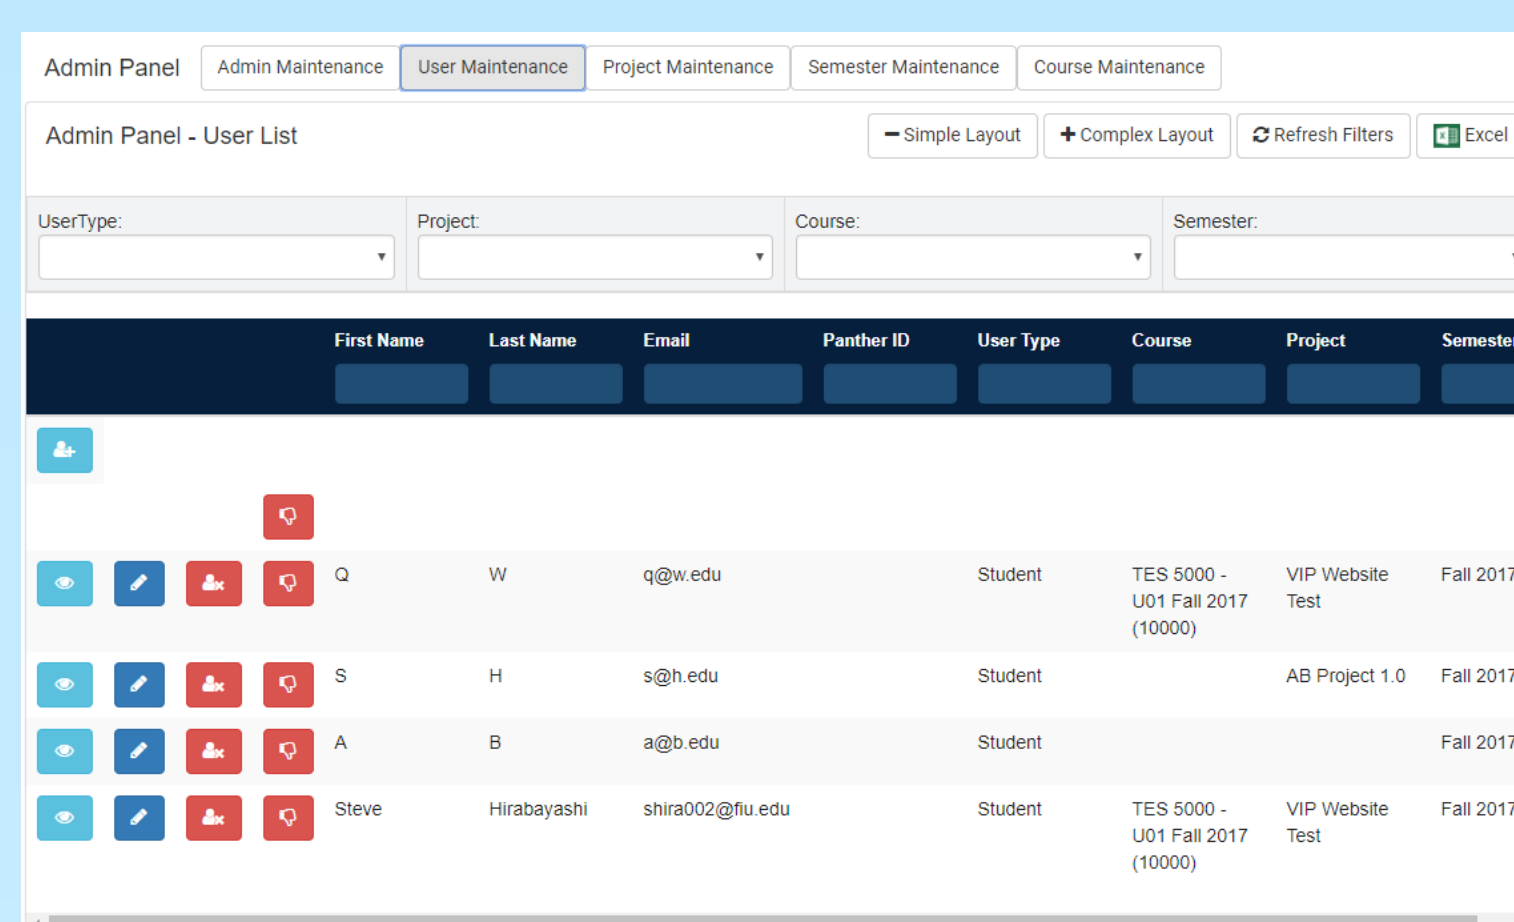 Admin Panel Admin Maintenance User Maintenance Project Maintenance Semester Maintenance Course Maintenance
Admin Panel - User List Simple Layout Complex Layout Refresh Filters Excel
UserType: Project: Course: Semester:
First Name Last Name Email Panther ID User Type Course Project Semester
Q W q@w.edu Student TES 5000 - VIP Website Fall 2017
U01 Fall 2017 Test
(10000)
S H s@h.edu Student AB Project 1.0 Fall 2017
A B a@b.edu Student Fall 2017
Steve Hirabayashi shira002@fiu.edu Student TES 5000 - VIP Website Fall 2017
U01 Fall 2017 Test
(10000)